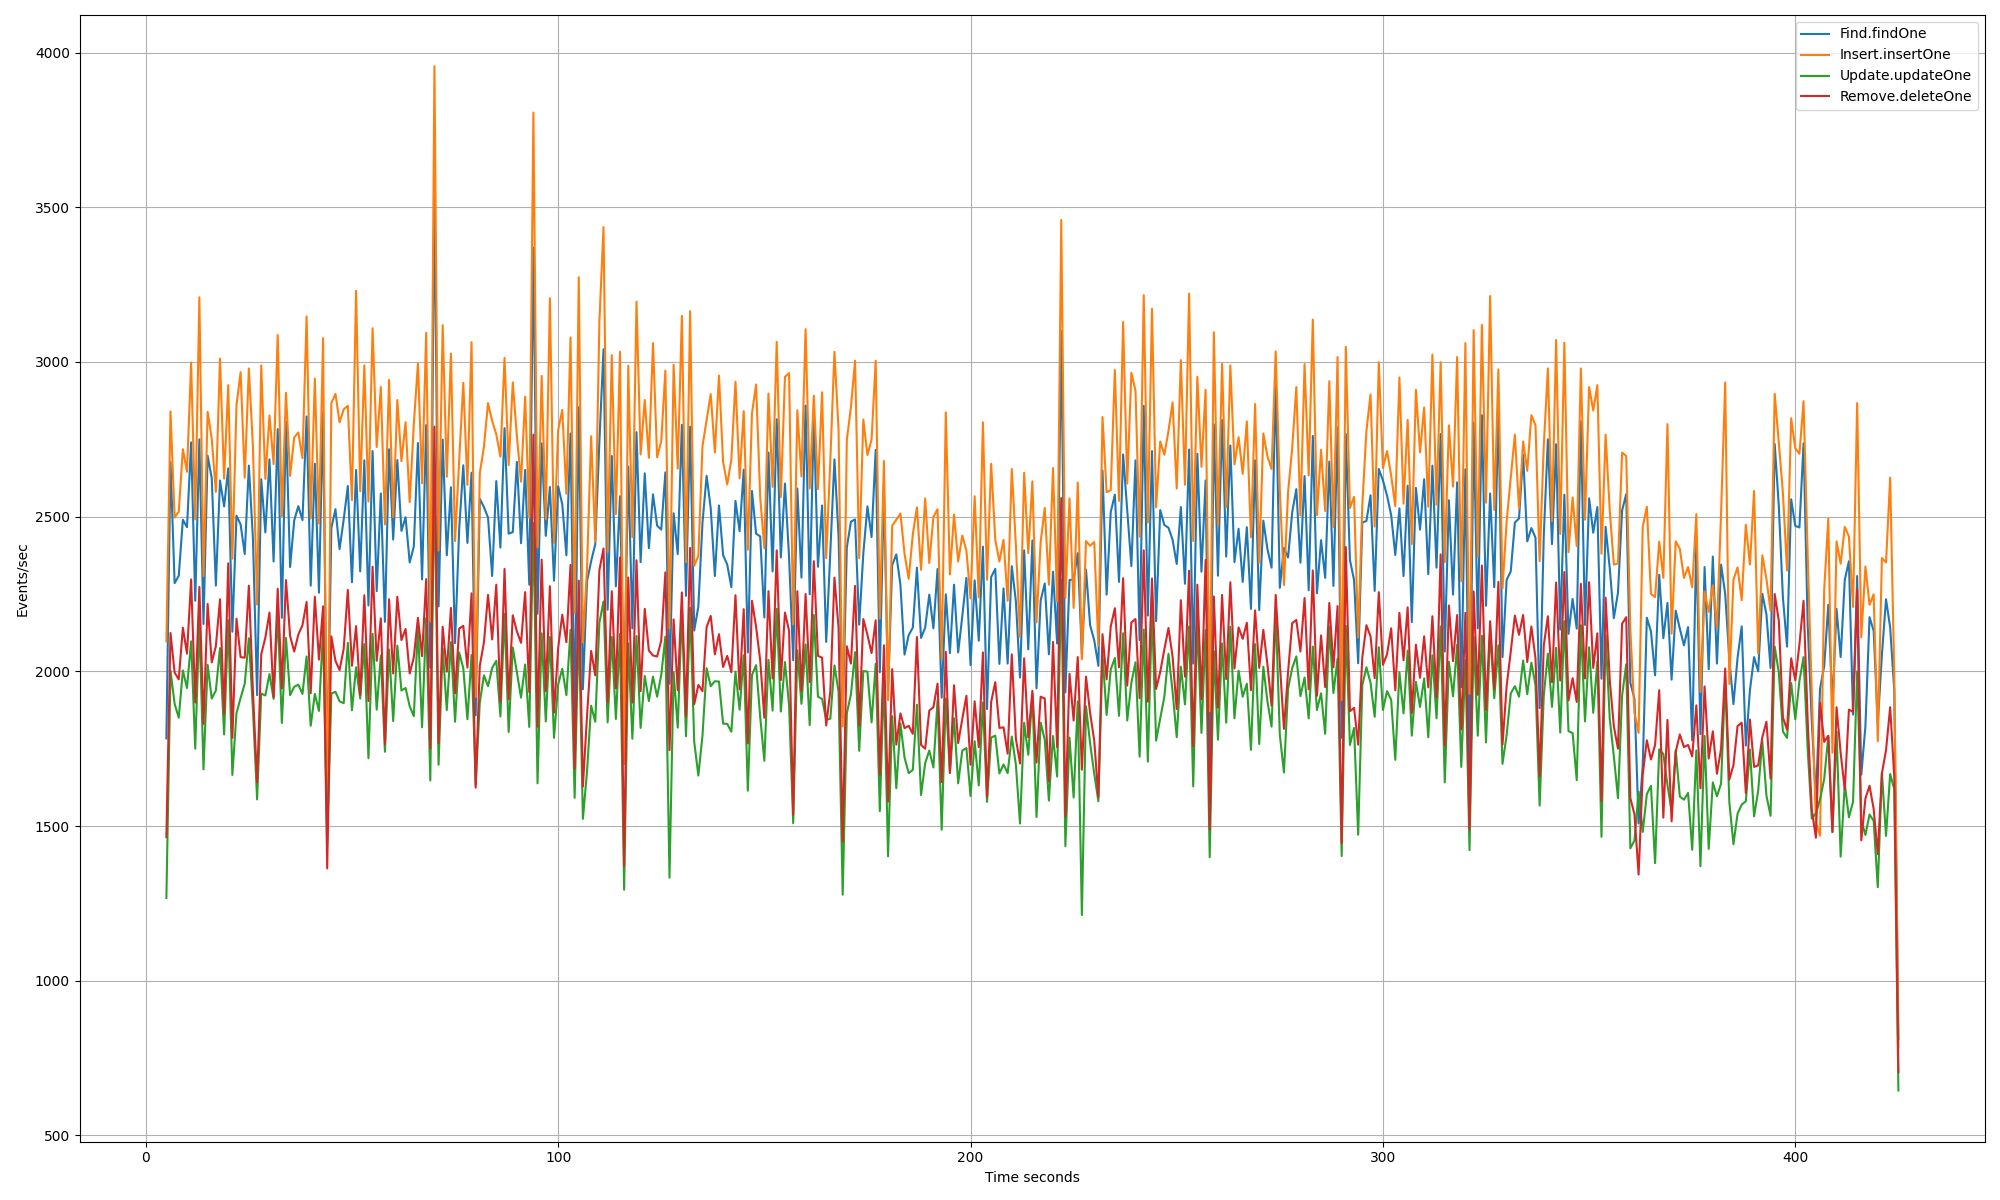 4000
3500
3000
2500
2000
1500
1000
500
Events/sec
0
100
200
300
400
Time seconds
Find.findOne
Insert.insertOne
Update.updateOne
Remove.deleteOne